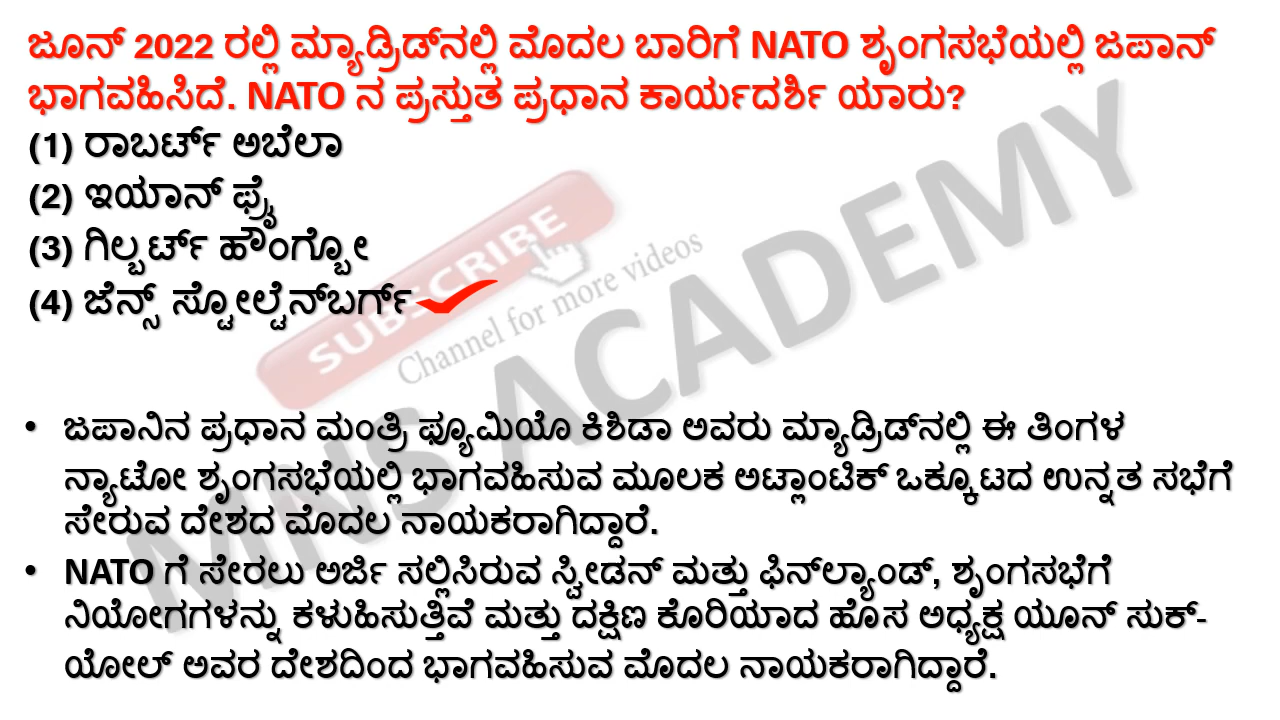 ಜೂನ್ 2022 ರಲ್ಲಿ ಮ್ಯಾಡ್ರಿಡ್‌ನಲ್ಲಿ ಮೊದಲ ಬಾರಿಗೆ NATO ಶೃಂಗಸಭೆಯಲ್ಲಿ ಜಪಾನ್
ಭಾಗವಹಿಸಿದೆ. NATO ನ ಪ್ರಸ್ತುತ ಪ್ರಧಾನ ಕಾರ್ಯದರ್ಶಿ ಯಾರು?
(1) ರಾಬರ್ಟ್ ಅಬೆಲಾ
(2) ಇಯಾನ್ ಫ್ರೈ
(3) ಗಿಲ್ಬರ್ಟ್ ಹೌಂಗ್ಬೋ
(4) ಜೆನ್ಸ್ ಸ್ಟೋಲ್ಟೆನ್‌ಬರ್ಗ್
SUBSCRIBE
Channel for more videos
MNS ACADEMY
• ಜಪಾನಿನ ಪ್ರಧಾನ ಮಂತ್ರಿ ಫ್ಯೂಮಿಯೊ ಕಿಶಿಡಾ ಅವರು ಮ್ಯಾಡ್ರಿಡ್‌ನಲ್ಲಿ ಈ ತಿಂಗಳ
ನ್ಯಾಟೋ ಶೃಂಗಸಭೆಯಲ್ಲಿ ಭಾಗವಹಿಸುವ ಮೂಲಕ ಅಟ್ಲಾಂಟಿಕ್ ಒಕ್ಕೂಟದ ಉನ್ನತ ಸಭೆಗೆ
ಸೇರುವ ದೇಶದ ಮೊದಲ ನಾಯಕರಾಗಿದ್ದಾರೆ.
• NATO ಗೆ ಸೇರಲು ಅರ್ಜಿ ಸಲ್ಲಿಸಿರುವ ಸ್ವೀಡನ್ ಮತ್ತು ಫಿನ್‌ಲ್ಯಾಂಡ್, ಶೃಂಗಸಭೆಗೆ
ನಿಯೋಗಗಳನ್ನು ಕಳುಹಿಸುತ್ತಿವೆ ಮತ್ತು ದಕ್ಷಿಣ ಕೊರಿಯಾದ ಹೊಸ ಅಧ್ಯಕ್ಷ ಯೂನ್ ಸುಕ್-
ಯೋಲ್ ಅವರ ದೇಶದಿಂದ ಭಾಗವಹಿಸುವ ಮೊದಲ ನಾಯಕರಾಗಿದ್ದಾರೆ.